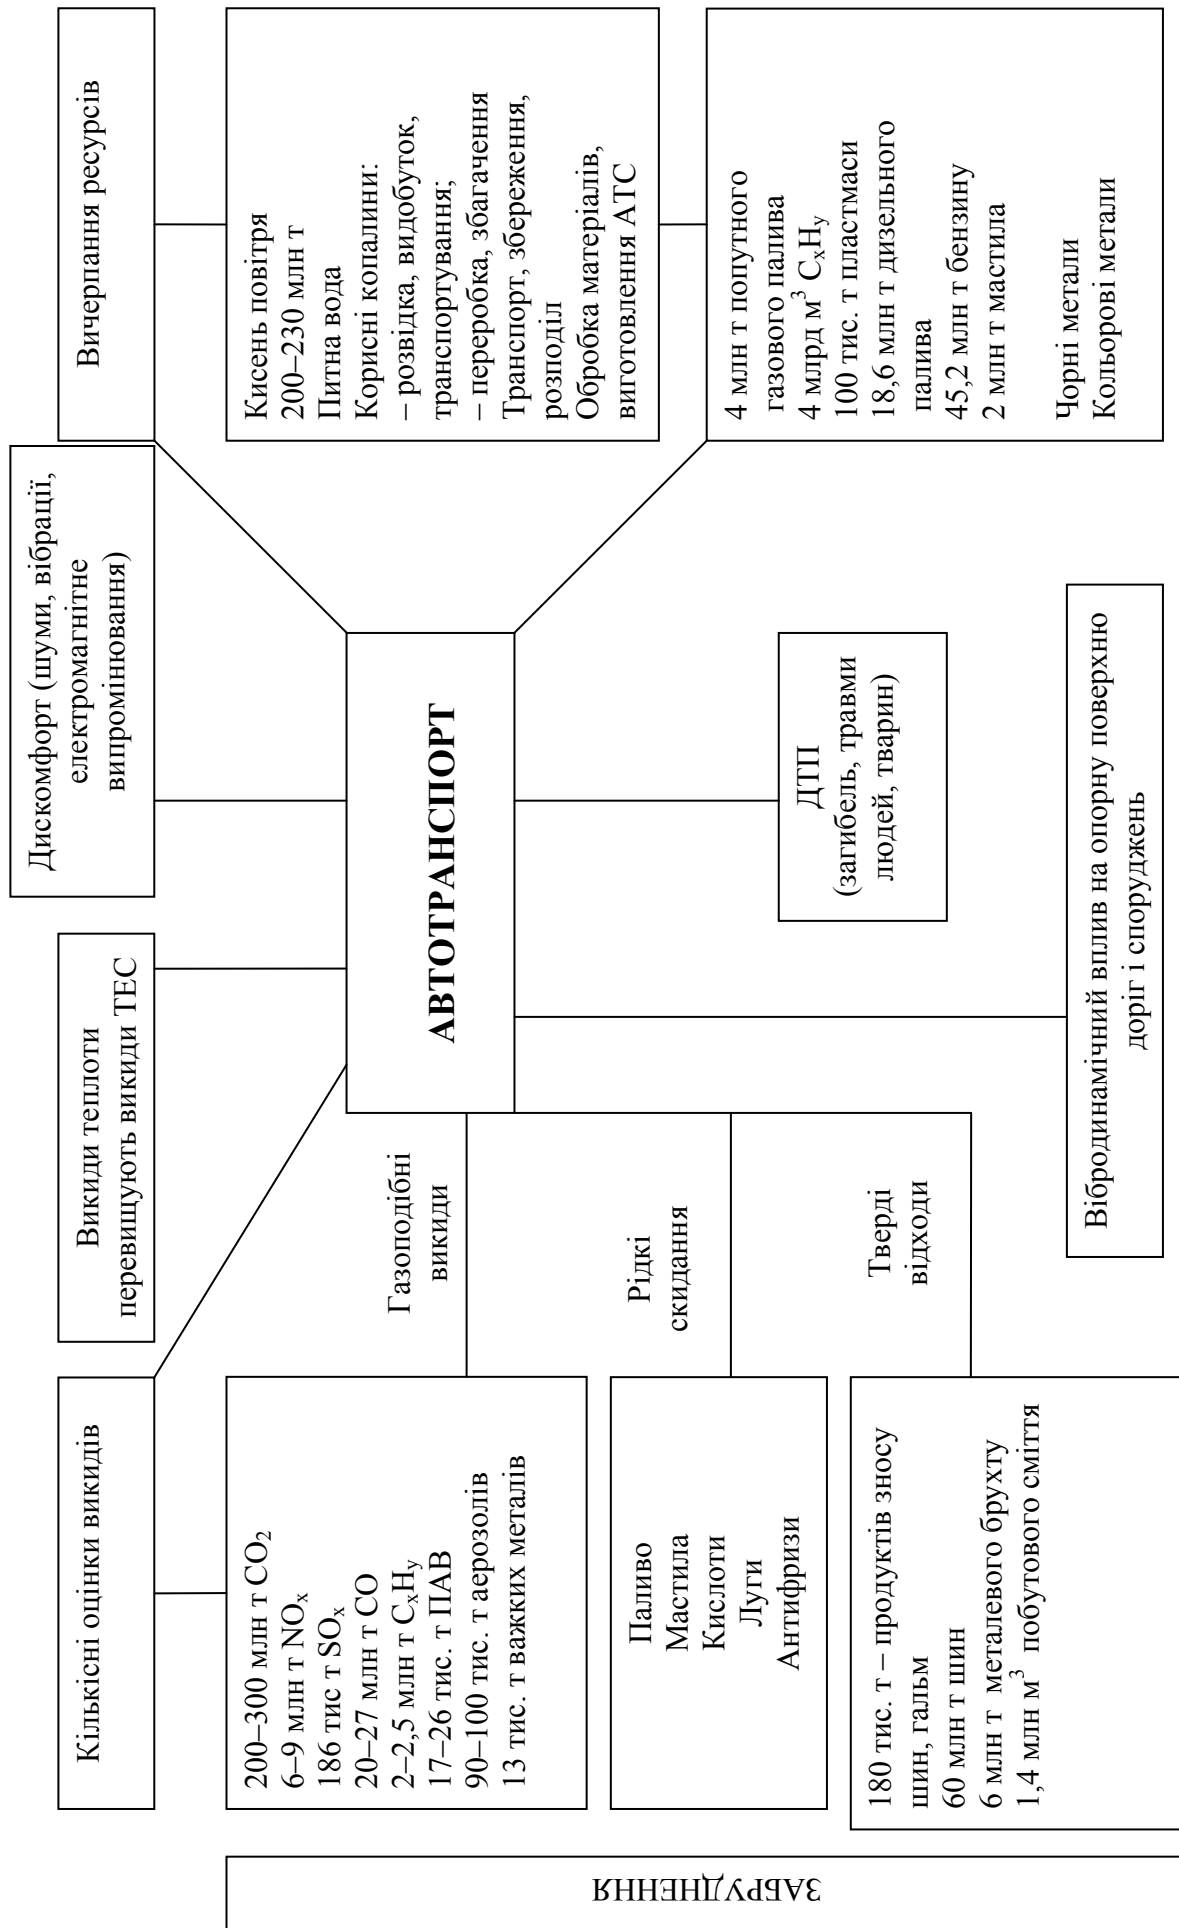 ЗАБРУДНЕННЯ
Кількісні оцінки викидів
200–300 млн т CO₂
6–9 млн т NOₓ
186 тис т SOₓ
20–27 млн т CO
2–2,5 млн т CₓHᵧ
17–26 тис. т ПАВ
90–100 тис. т аерозолів
13 тис. т важких металів
Паливо
Мастила
Кислоти
Луги
Антифризи
180 тис. т – продуктів зносу
шин, гальм
60 млн т шин
6 млн т металевого брухту
1,4 млн м³ побутового сміття
Викиди теплоти
перевищують викиди ТЕС
Газоподібні
викиди
Рідкі
скидання
Тверді
відходи
Дискомфорт (шуми, вібрації,
електромагнітне
випромінювання)
АВТОТРАНСПОРТ
ДТП
(загибель, травми
людей, тварин)
Вібродинамічний вплив на опорну поверхню
доріг і споруджень
Вичерпання ресурсів
Кисень повітря
200–230 млн т
Питна вода
Корисні копалини:
– розвідка, видобуток,
транспортування;
– переробка, збагачення
Транспорт, збереження,
розподіл
Обробка матеріалів,
виготовлення АТС
4 млн т попутного
газового палива
4 млрд м³ CₓHᵧ
100 тис. т пластмаси
18,6 млн т дизельного
палива
45,2 млн т бензину
2 млн т мастила
Чорні метали
Кольорові метали